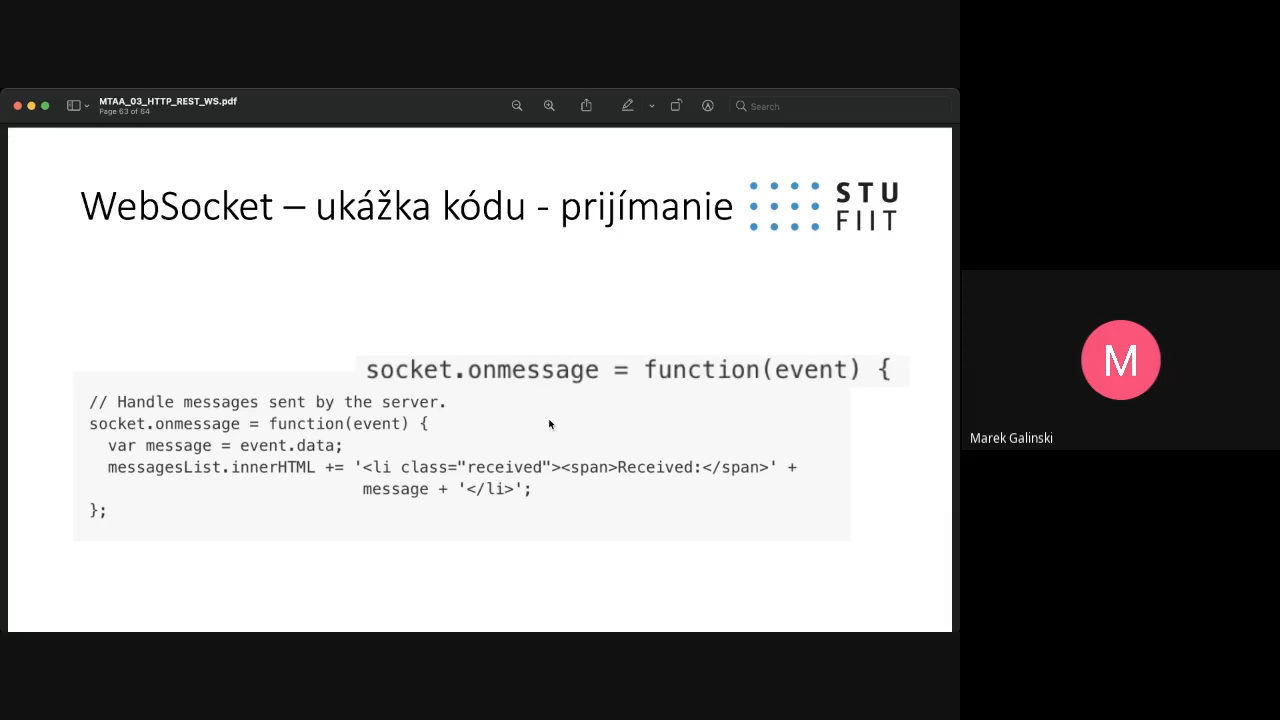 MTAA_03_HTTP_REST_WS.pdf
Page 63 of 64
Search
WebSocket – ukážka kódu - prijímanie
STU
FIIT
socket.onmessage = function(event) {
// Handle messages sent by the server.
socket.onmessage = function(event) {
var message = event.data;
messagesList.innerHTML += '<li class="received"><span>Received:</span>' +
message + '</li>';
};
M
Marek Galinski